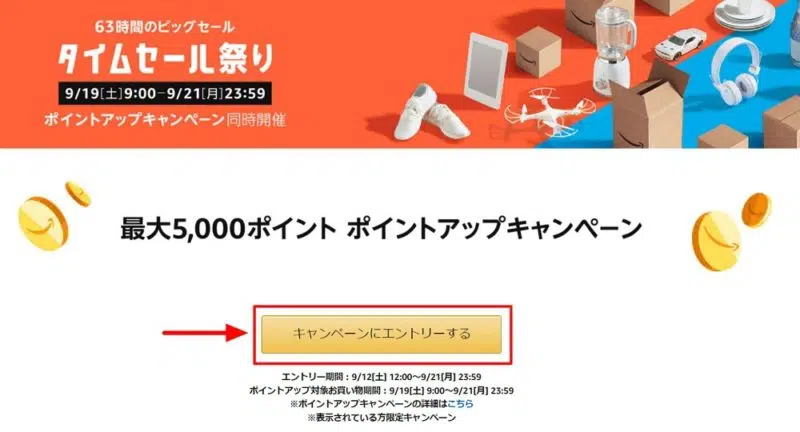 63時間のビッグセール
タイムセール祭り
9/19[土]9:00−9/21[月]23:59
ポイントアップキャンペーン同時開催
最大5,000ポイント ポイントアップキャンペーン
キャンペーンにエントリーする
エントリー期間：9/12[土] 12:00〜9/21[月] 23:59
ポイントアップ対象お買い物期間：9/19[土] 9:00〜9/21[月] 23:59
※ポイントアップキャンペーンの詳細はこちら
※表示されている方限定キャンペーン